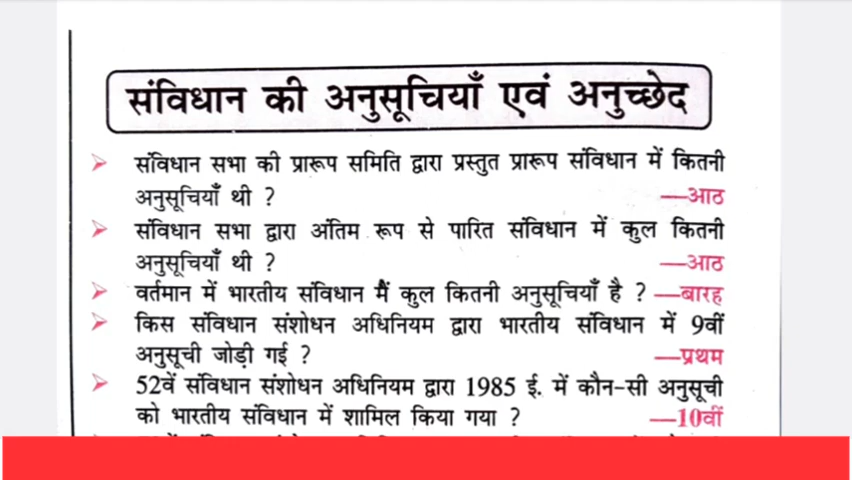 संविधान की अनुसूचियाँ एवं अनुच्छेद
➢ संविधान सभा की प्रारूप समिति द्वारा प्रस्तुत प्रारूप संविधान में कितनी
अनुसूचियाँ थी ? —आठ
➢ संविधान सभा द्वारा अंतिम रूप से पारित संविधान में कुल कितनी
अनुसूचियाँ थी ? —आठ
➢ वर्तमान में भारतीय संविधान में कुल कितनी अनुसूचियाँ है ? —बारह
➢ किस संविधान संशोधन अधिनियम द्वारा भारतीय संविधान में 9वीं
अनुसूची जोड़ी गई ? —प्रथम
➢ 52वें संविधान संशोधन अधिनियम द्वारा 1985 ई. में कौन-सी अनुसूची
को भारतीय संविधान में शामिल किया गया ? —10वीं